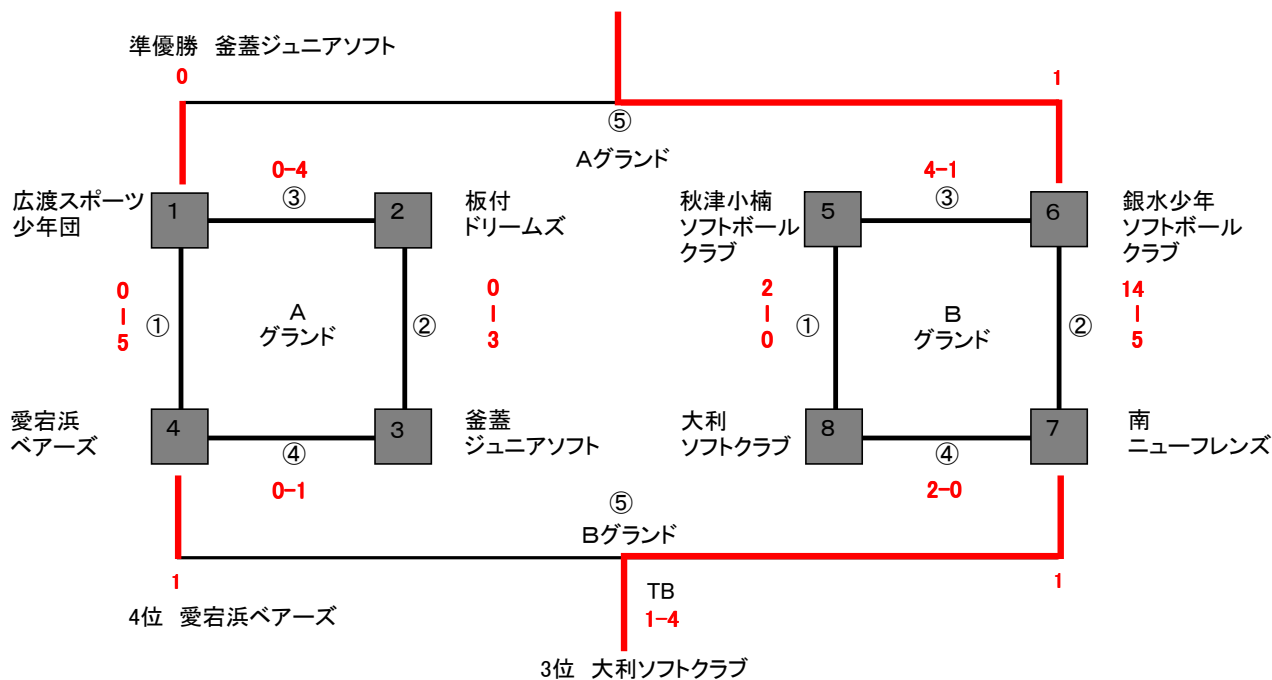 準優勝 釜蓋ジュニアソフト
0
1
⑤
Aグランド
広渡スポーツ
少年団
1
0-4
③
2
板付
ドリームズ
秋津小楠
ソフトボール
クラブ
5
4-1
③
6
銀水少年
ソフトボール
クラブ
0
-
5
①
A
グランド
②
0
-
3
2
-
0
①
B
グランド
②
14
-
5
愛宕浜
ベアーズ
4
④
0-1
3
釜蓋
ジュニアソフト
大利
ソフトクラブ
8
④
2-0
7
南
ニューフレンズ
⑤
Bグランド
1
1
4位 愛宕浜ベアーズ
TB
1-4
3位 大利ソフトクラブ